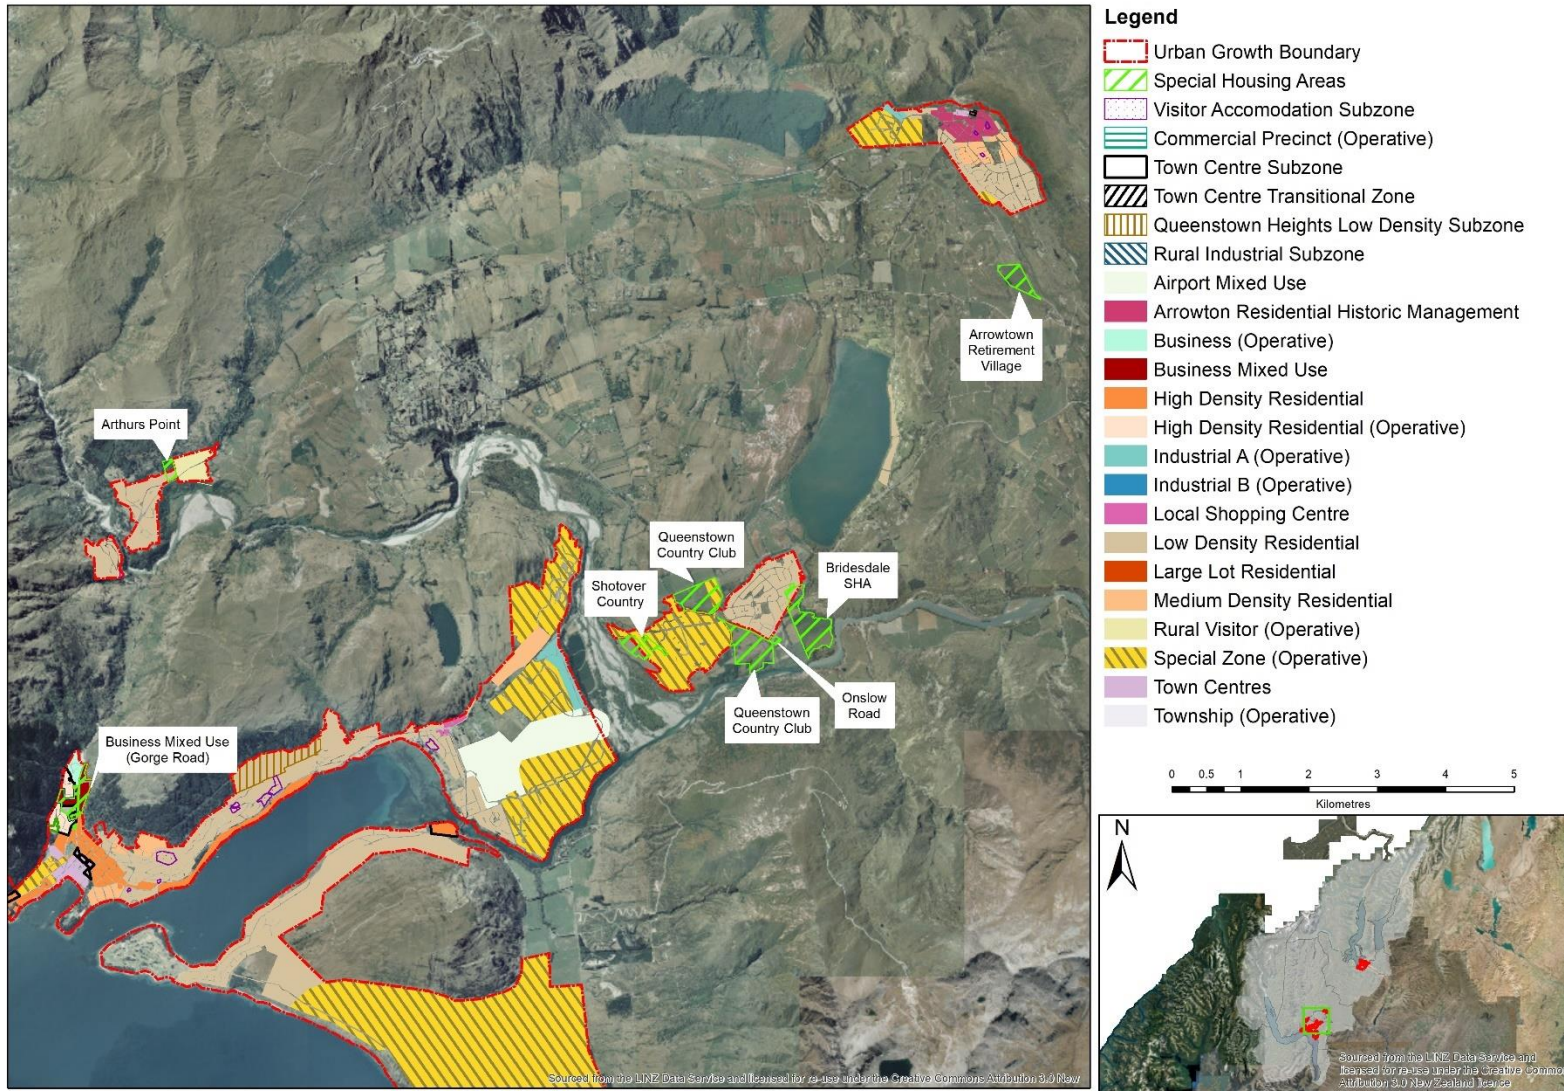 Arrowtown
Retirement
Village
Arthurs Point
Queenstown
Country Club
Bridesdale
SHA
Shotover
Country
Onslow
Road
Queenstown
Country Club
Business Mixed Use
(Gorge Road)
Sourced from the LINZ Data Service and licensed for re-use under the Creative Commons Attribution 3.0 New
Legend
Urban Growth Boundary
Special Housing Areas
Visitor Accomodation Subzone
Commercial Precinct (Operative)
Town Centre Subzone
Town Centre Transitional Zone
Queenstown Heights Low Density Subzone
Rural Industrial Subzone
Airport Mixed Use
Arrowton Residential Historic Management
Business (Operative)
Business Mixed Use
High Density Residential
High Density Residential (Operative)
Industrial A (Operative)
Industrial B (Operative)
Local Shopping Centre
Low Density Residential
Large Lot Residential
Medium Density Residential
Rural Visitor (Operative)
Special Zone (Operative)
Town Centres
Township (Operative)
0 0.5 1 2 3 4 5
Kilometres
N
Sourced from the LINZ Data Service and
licensed for re-use under the Creative Commons
Attribution 3.0 New Zealand licence